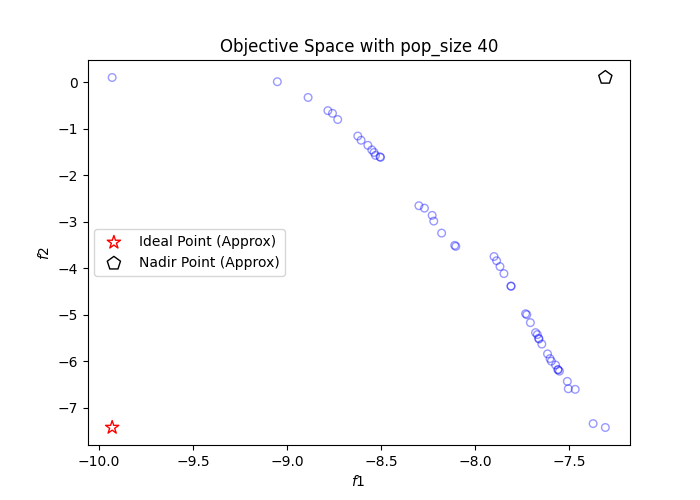 Objective Space with pop_size 40
0
−1
−2
−3
−4
−5
−6
−7
f2
Ideal Point (Approx)
Nadir Point (Approx)
−10.0
−9.5
−9.0
−8.5
−8.0
−7.5
f1